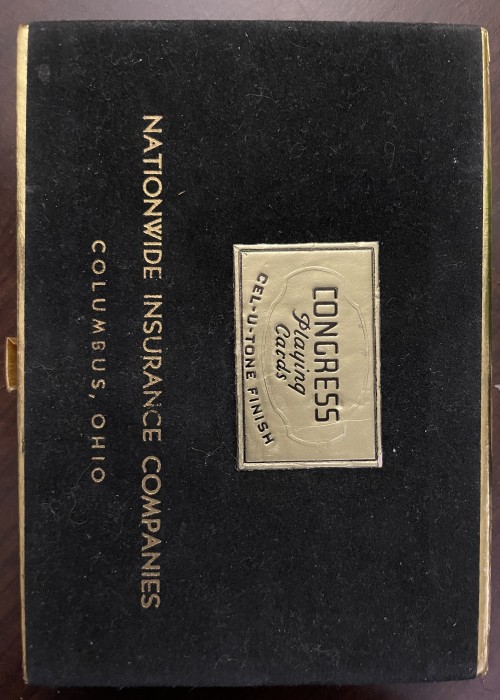 CONGRESS
Playing
Cards
CEL-U-TONE FINISH
NATIONWIDE INSURANCE COMPANIES
COLUMBUS, OHIO